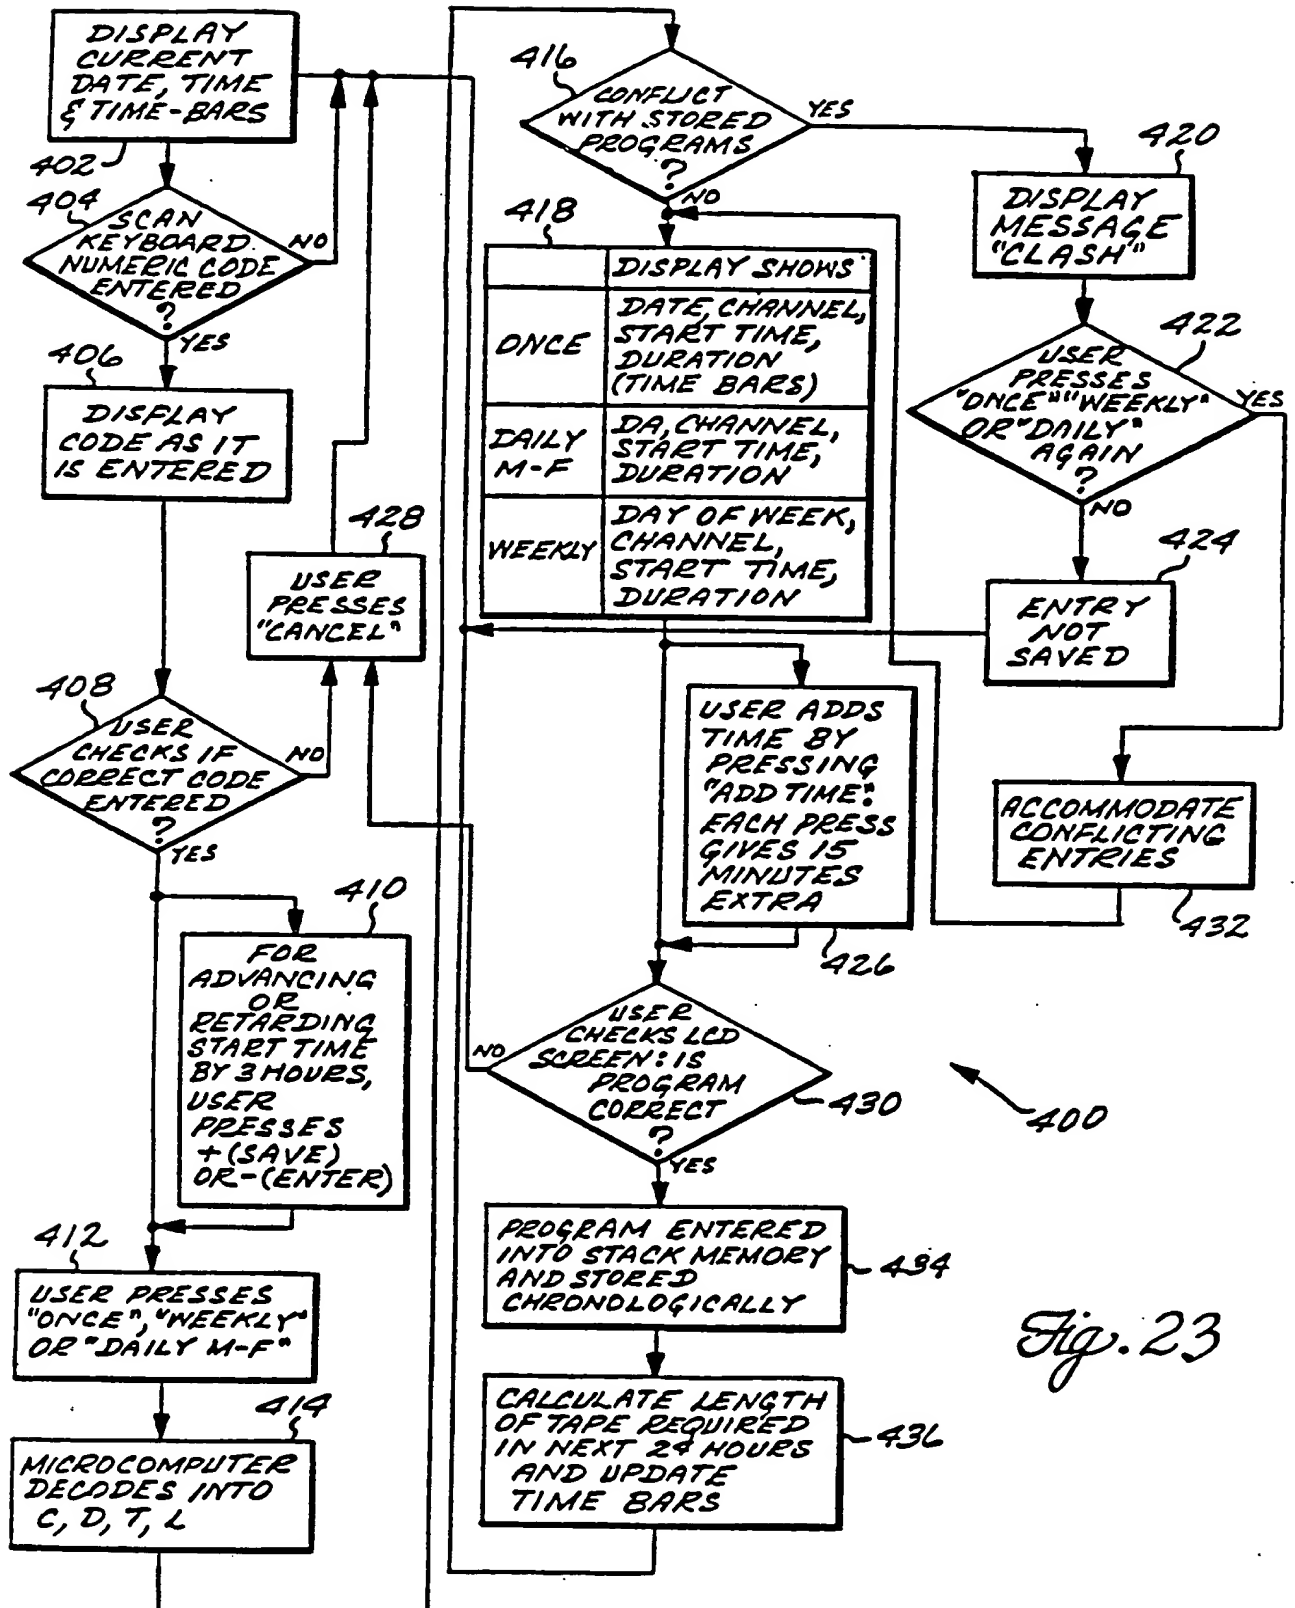 DISPLAY
CURRENT
DATE, TIME
& TIME-BARS
402
404
SCAN
KEYBOARD.
NUMERIC CODE
ENTERED
?
NO
YES
406
DISPLAY
CODE AS IT
IS ENTERED
428
USER
PRESSES
"CANCEL"
408
USER
CHECKS IF
CORRECT CODE
ENTERED
?
NO
YES
410
FOR
ADVANCING
OR
RETARDING
START TIME
BY 3 HOURS,
USER
PRESSES
+(SAVE)
OR-(ENTER)
412
USER PRESSES
"ONCE", "WEEKLY"
OR "DAILY M-F"
414
MICROCOMPUTER
DECODES INTO
C, D, T, L
416
CONFLICT
WITH STORED
PROGRAMS
?
YES
NO
418
DISPLAY SHOWS
ONCE
DATE, CHANNEL,
START TIME,
DURATION
(TIME BARS)
DAILY
M-F
DA, CHANNEL,
START TIME,
DURATION
WEEKLY
DAY OF WEEK,
CHANNEL,
START TIME,
DURATION
420
DISPLAY
MESSAGE
"CLASH"
422
USER
PRESSES
"ONCE" "WEEKLY"
OR "DAILY"
AGAIN
?
YES
NO
424
ENTRY
NOT
SAVED
USER ADDS
TIME BY
PRESSING
"ADD TIME".
EACH PRESS
GIVES 15
MINUTES
EXTRA
426
ACCOMMODATE
CONFLICTING
ENTRIES
432
USER
CHECKS LCD
SCREEN: IS
PROGRAM
CORRECT
?
NO
YES
430
400
PROGRAM ENTERED
INTO STACK MEMORY
AND STORED
CHRONOLOGICALLY
434
CALCULATE LENGTH
OF TAPE REQUIRED
IN NEXT 24 HOURS
AND UPDATE
TIME BARS
436
Fig. 23